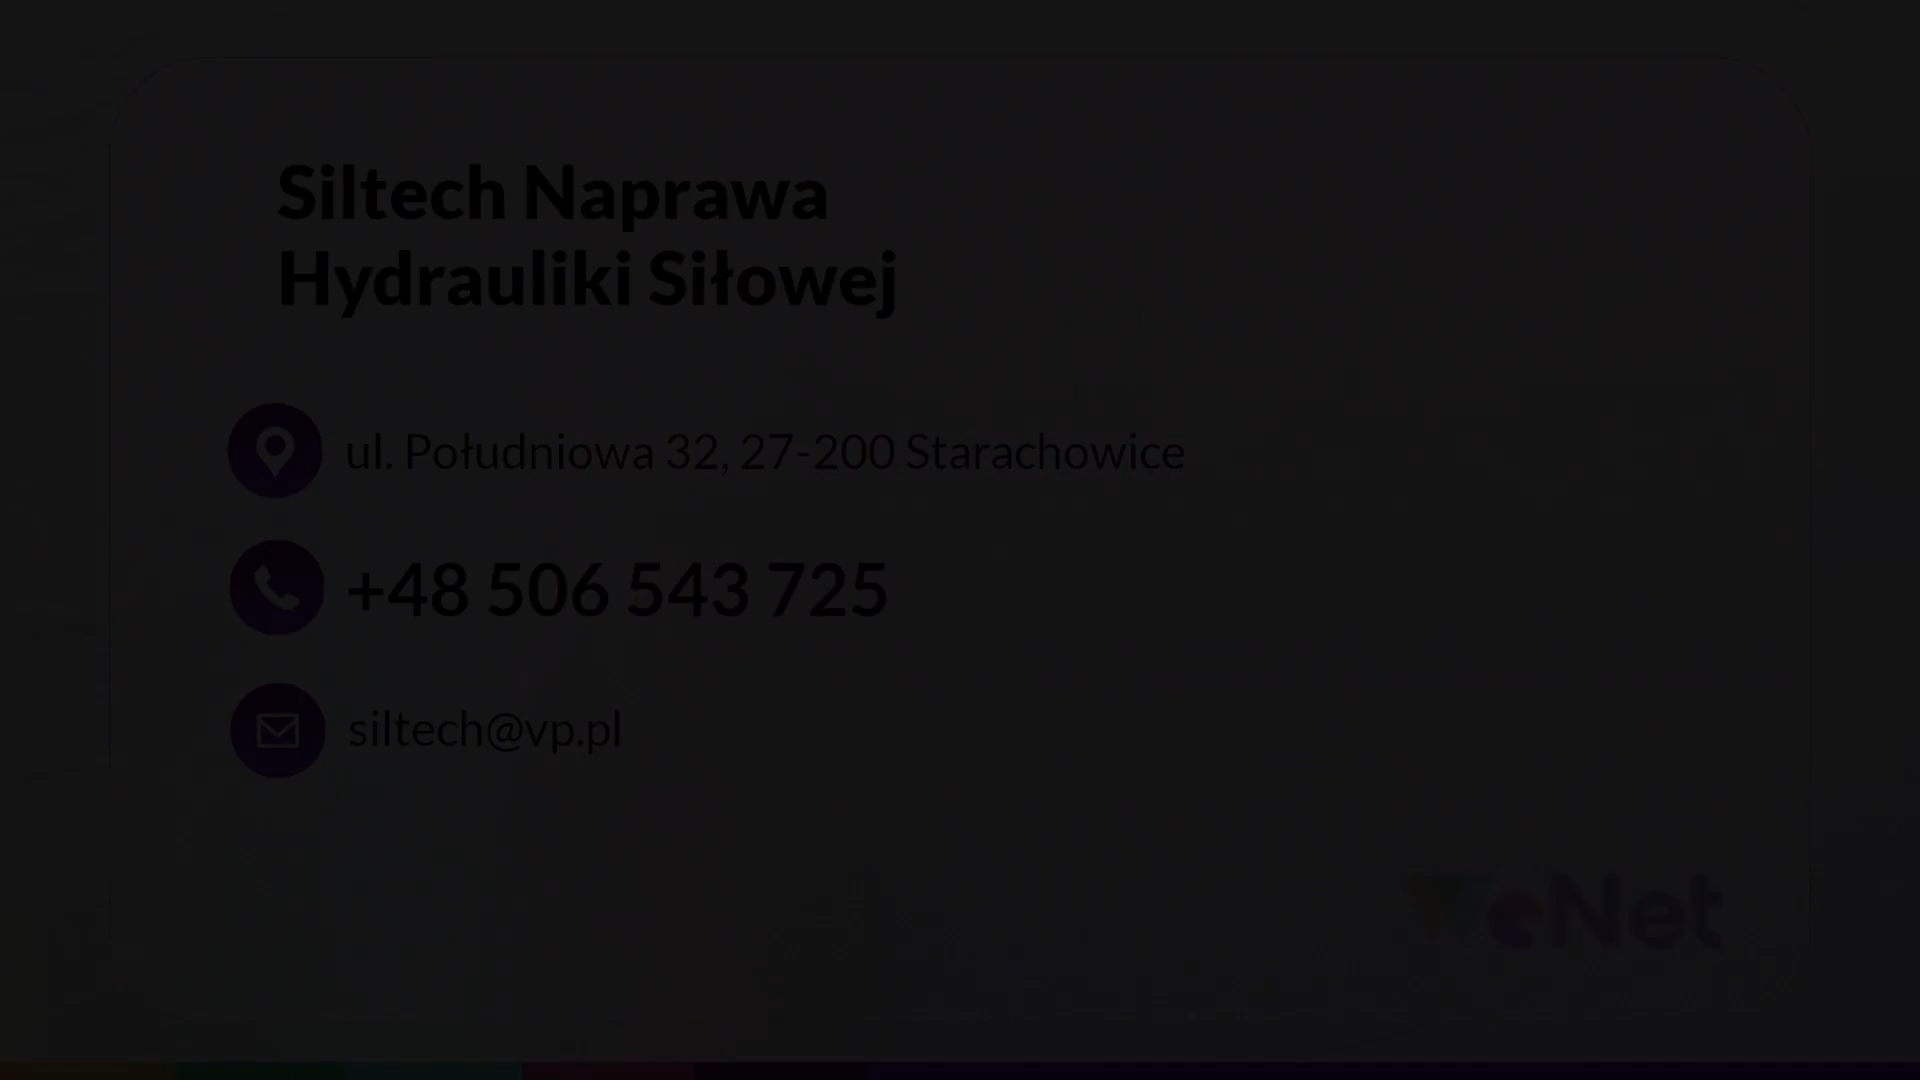 Siltech Naprawa
Hydrauliki Siłowej
ul. Południowa 32, 27-200 Starachowice
+48 506 543 725
siltech@vp.pl
WeNet